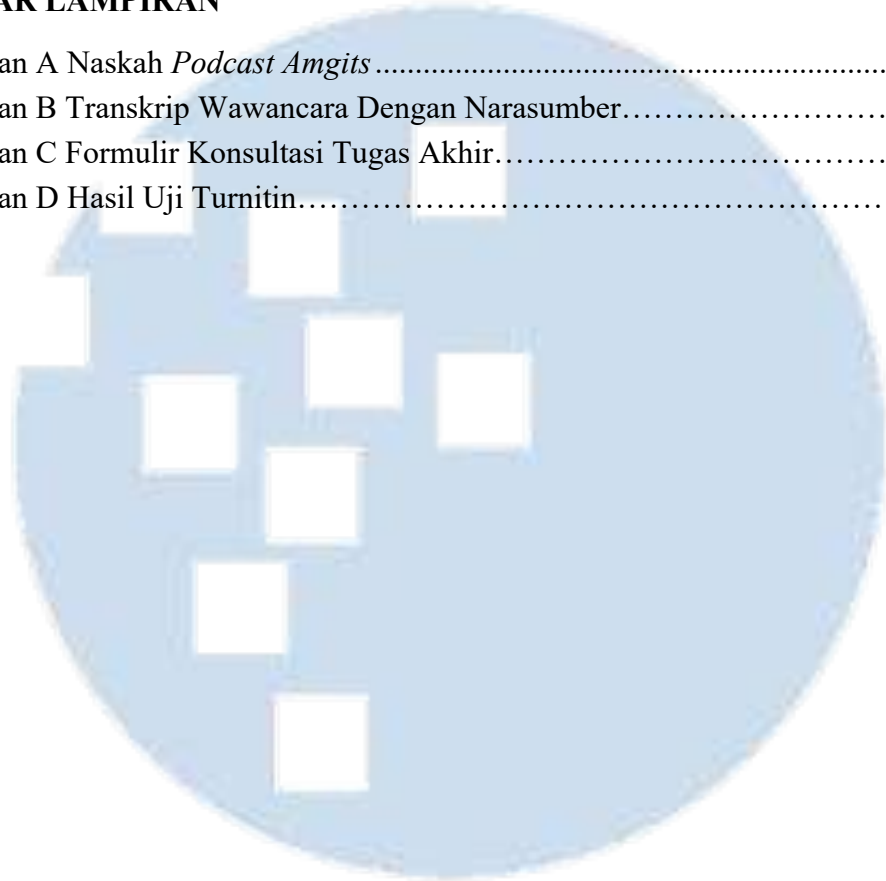 AR LAMPIRAN
an A Naskah Podcast Amgits................................................................
an B Transkrip Wawancara Dengan Narasumber……………………
an C Formulir Konsultasi Tugas Akhir………………………………
an D Hasil Uji Turnitin………………………………………………